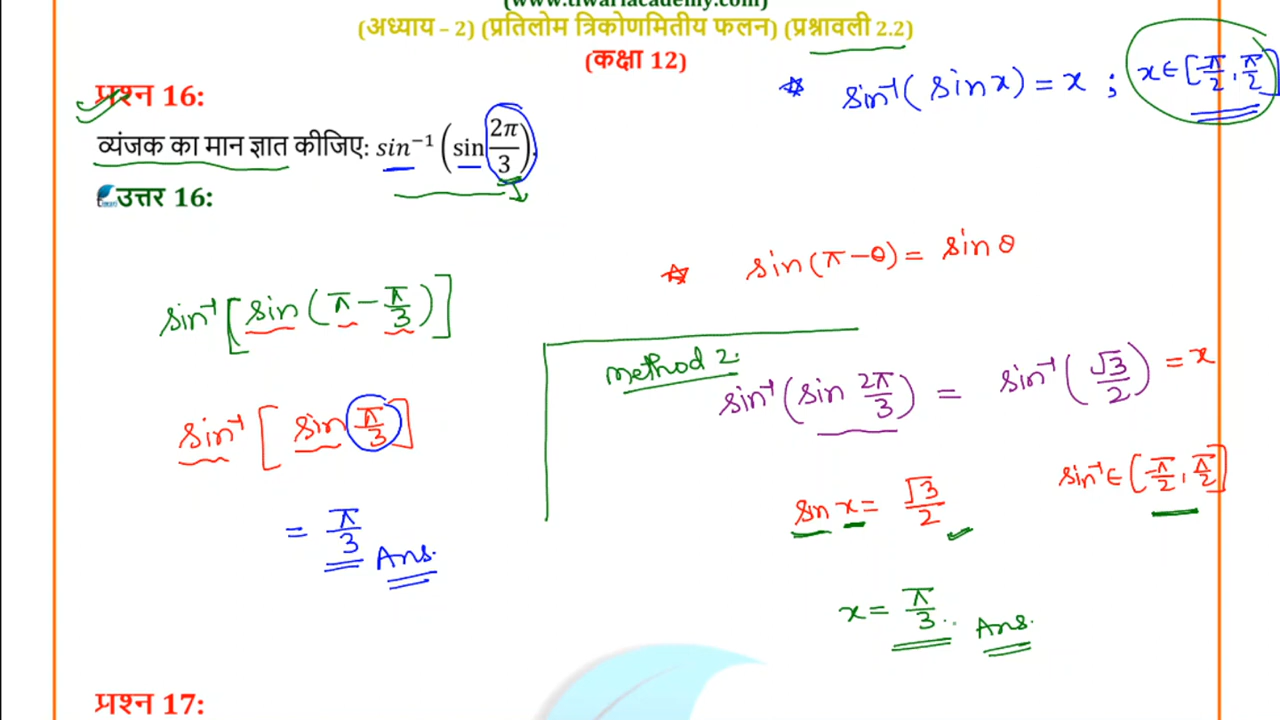 (www.tiwariacademy.com)
(अध्याय – 2) (प्रतिलोम त्रिकोणमितीय फलन) (प्रश्नावली 2.2)
(कक्षा 12)
sin⁻¹(sin x) = x ; x ∈ [-π/2, π/2]
प्रश्न 16:
व्यंजक का मान ज्ञात कीजिए: sin⁻¹(sin 2π/3).
उत्तर 16:
sin(π – θ) = sin θ
sin⁻¹[sin(π – π/3)]
sin⁻¹[sin π/3]
= π/3 Ans.
Method 2.
sin⁻¹(sin 2π/3) = sin⁻¹(√3/2) = x
sin x = √3/2
sin⁻¹ ∈ [-π/2, π/2]
x = π/3. Ans.
प्रश्न 17: